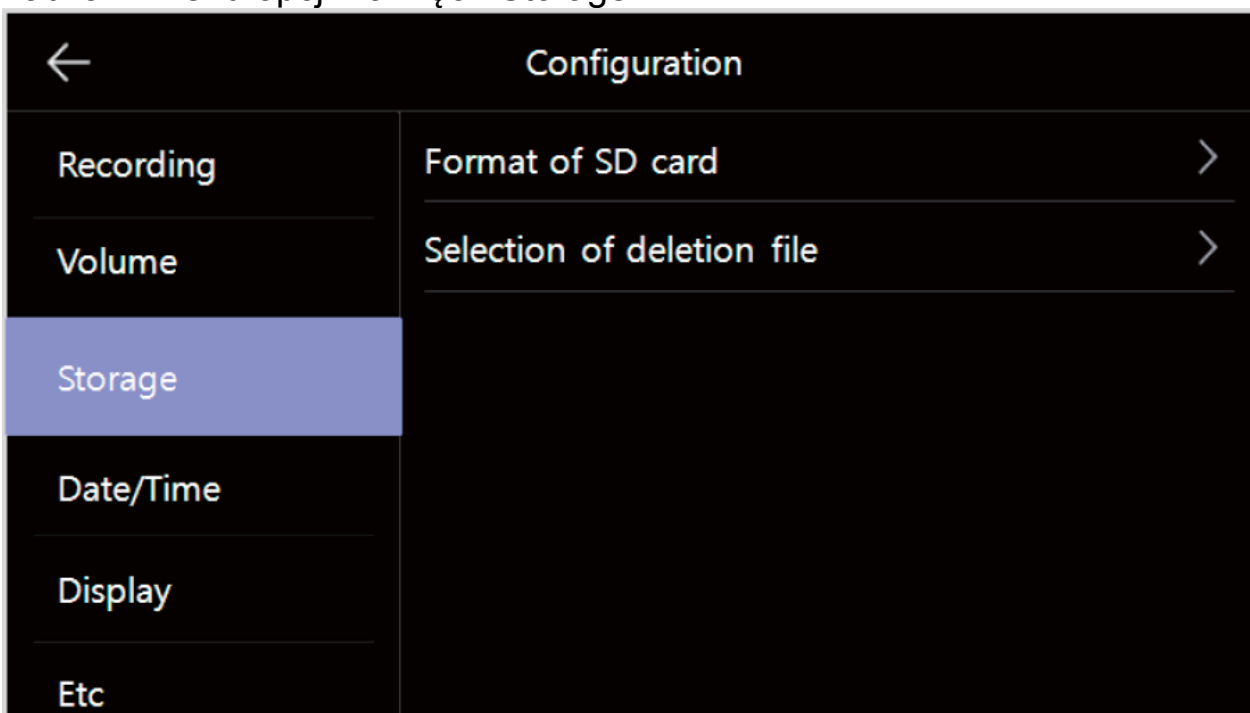 Configuration
Recording
Volume
Storage
Date/Time
Display
Etc
Format of SD card
Selection of deletion file